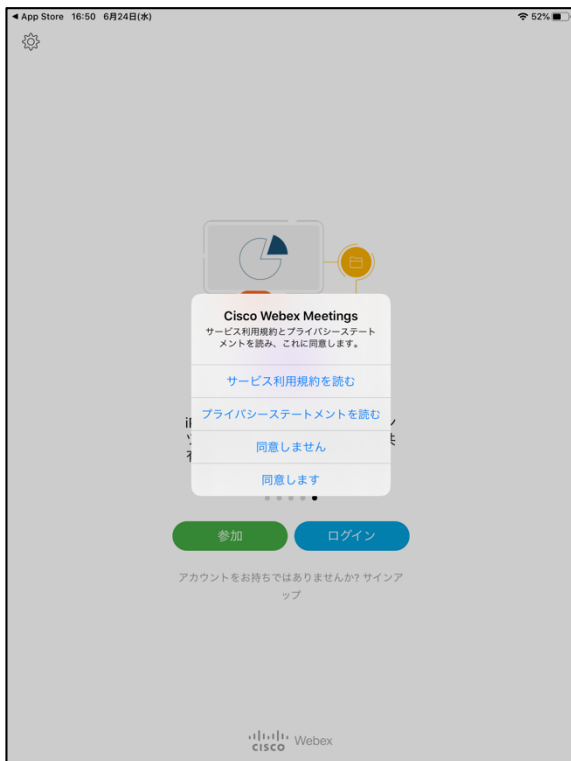 ◀ App Store 16:50 6月24日(水) 52%
Cisco Webex Meetings
サービス利用規約とプライバシーステート
メントを読み、これに同意します。
サービス利用規約を読む
プライバシーステートメントを読む
同意しません
同意します
参加 ログイン
アカウントをお持ちではありませんか? サインア
ップ
CISCO Webex